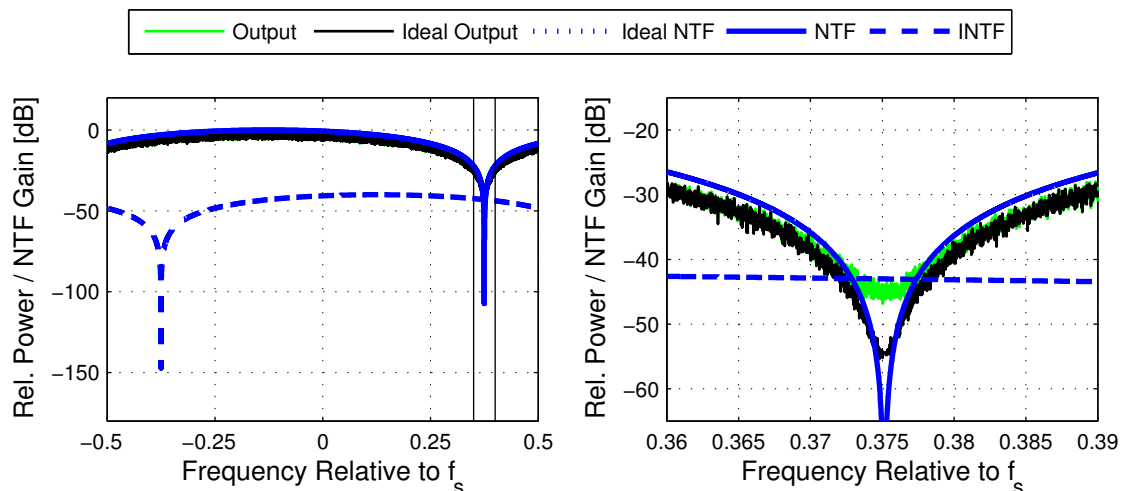 Output Ideal Output Ideal NTF NTF INTF
Rel. Power / NTF Gain [dB]
0
−50
−100
−150
−0.5 −0.25 0 0.25 0.5
Frequency Relative to fs
Rel. Power / NTF Gain [dB]
−20
−30
−40
−50
−60
0.36 0.365 0.37 0.375 0.38 0.385 0.39
Frequency Relative to fs